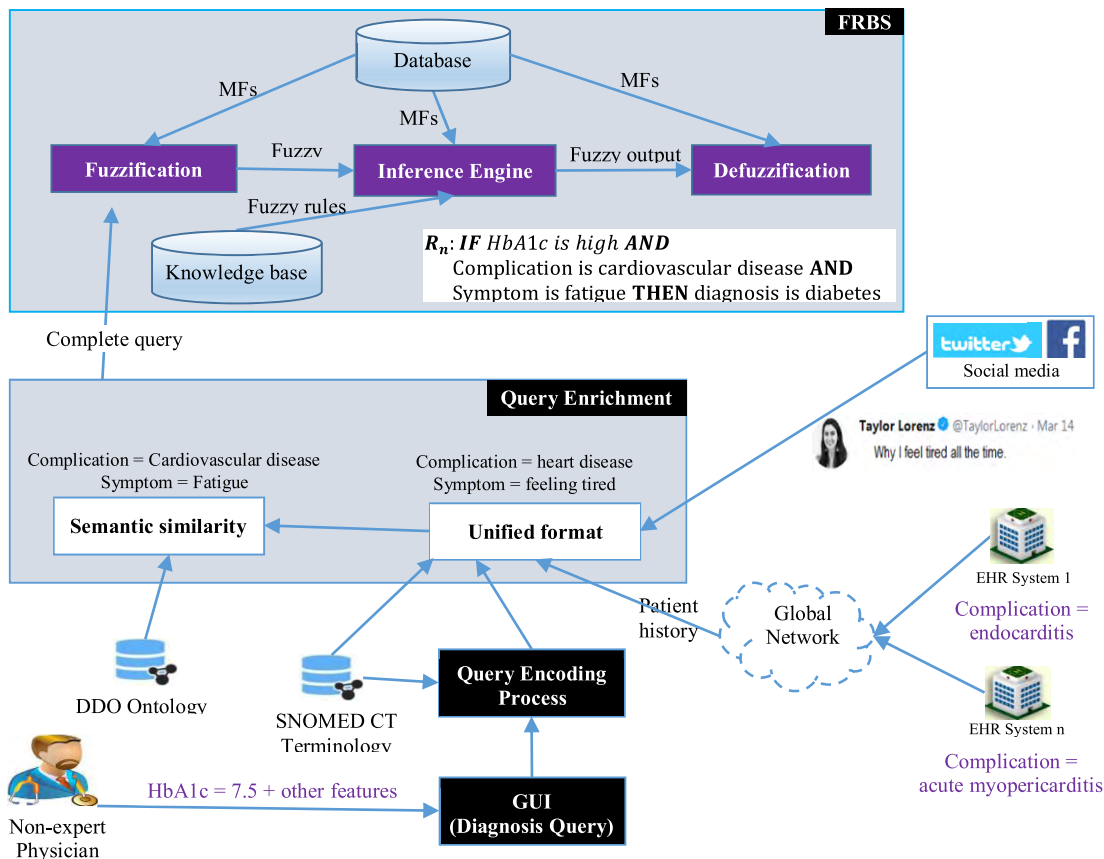 FRBS
Database
MFs
MFs
MFs
Fuzzification
Fuzzy
Inference Engine
Fuzzy output
Defuzzification
Fuzzy rules
Knowledge base
Rₙ: IF HbA1c is high AND
Complication is cardiovascular disease AND
Symptom is fatigue THEN diagnosis is diabetes
Complete query
twitter
f
Social media
Query Enrichment
Taylor Lorenz @TaylorLorenz · Mar 14
Why I feel tired all the time.
Complication = Cardiovascular disease
Symptom = Fatigue
Complication = heart disease
Symptom = feeling tired
Semantic similarity
Unified format
EHR System 1
Complication =
endocarditis
Patient
history
Global
Network
Query Encoding
Process
DDO Ontology
SNOMED CT
Terminology
EHR System n
Complication =
acute myopericarditis
HbA1c = 7.5 + other features
GUI
(Diagnosis Query)
Non-expert
Physician